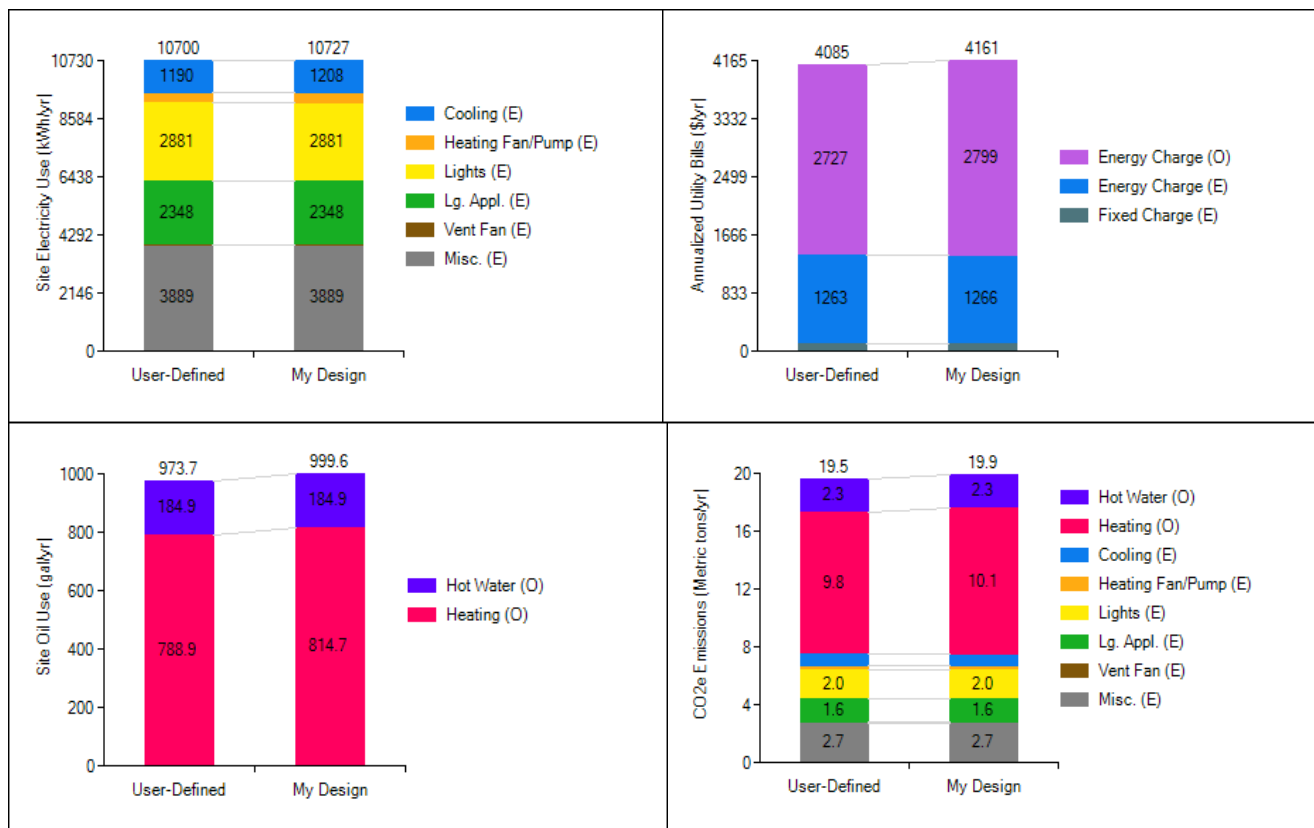 10700 10727
10730
8584
6438
4292
2146
0
Site Electricity Use [kWh/yr]
1190 1208
2881 2881
2348 2348
3889 3889
User-Defined My Design
Cooling (E)
Heating Fan/Pump (E)
Lights (E)
Lg. Appl. (E)
Vent Fan (E)
Misc. (E)
4085 4161
4165
3332
2499
1666
833
0
Annualized Utility Bills [$/yr]
2727 2799
1263 1266
User-Defined My Design
Energy Charge (O)
Energy Charge (E)
Fixed Charge (E)
973.7 999.6
1000
800
600
400
200
0
Site Oil Use [gal/yr]
184.9 184.9
788.9 814.7
User-Defined My Design
Hot Water (O)
Heating (O)
19.5 19.9
20
16
12
8
4
0
CO2e Emissions [Metric tons/yr]
2.3 2.3
9.8 10.1
2.0 2.0
1.6 1.6
2.7 2.7
User-Defined My Design
Hot Water (O)
Heating (O)
Cooling (E)
Heating Fan/Pump (E)
Lights (E)
Lg. Appl. (E)
Vent Fan (E)
Misc. (E)